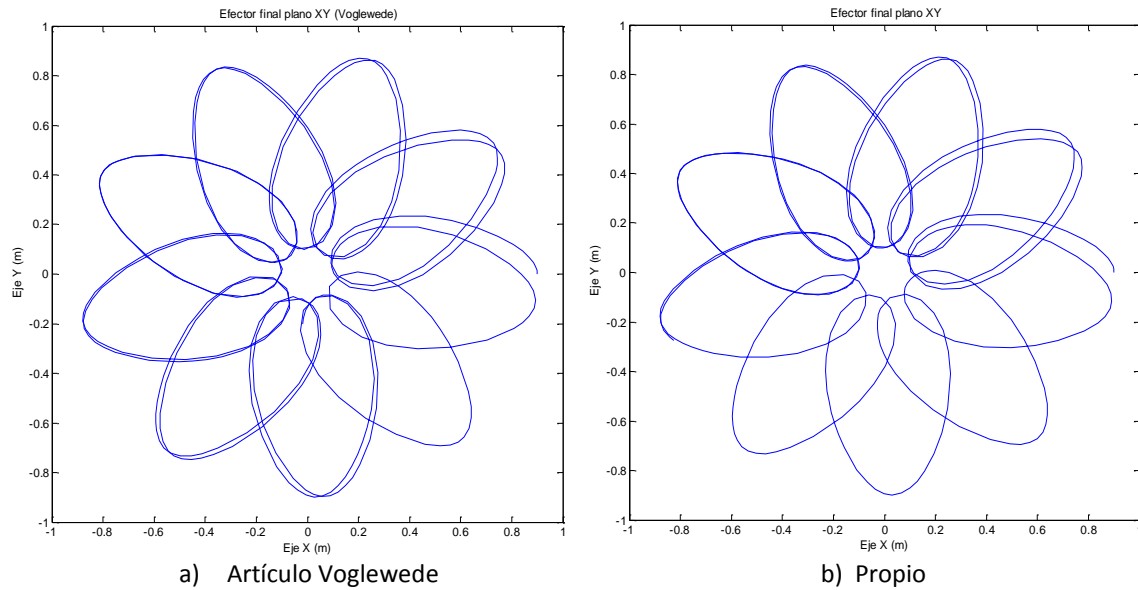 Efector final plano XY (Voglewede)
1
0.8
0.6
0.4
0.2
0
-0.2
-0.4
-0.6
-0.8
-1
Eje Y (m)
-1 -0.8 -0.6 -0.4 -0.2 0 0.2 0.4 0.6 0.8 1
Eje X (m)
a) Artículo Voglewede
Efector final plano XY
1
0.8
0.6
0.4
0.2
0
-0.2
-0.4
-0.6
-0.8
-1
Eje Y (m)
-1 -0.8 -0.6 -0.4 -0.2 0 0.2 0.4 0.6 0.8 1
Eje X (m)
b) Propio